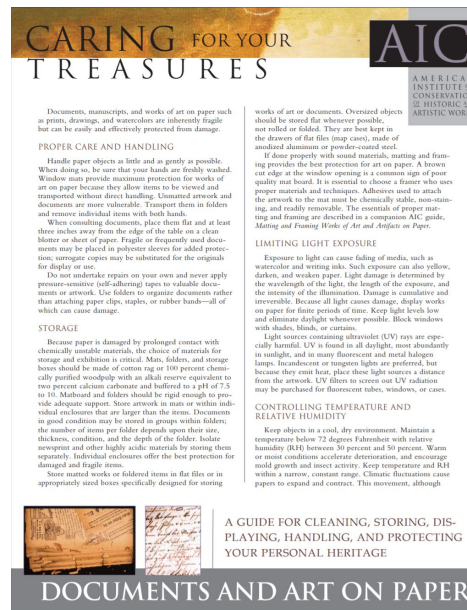 CARING FOR YOUR
TREASURES
AIC
AMERICA
INSTITUTE
CONSERVATIO
OF HISTORIC &
ARTISTIC WOR
Documents, manuscripts, and works of art on paper such
as prints, drawings, and watercolors are inherently fragile
but can be easily and effectively protected from damage.
PROPER CARE AND HANDLING
Handle paper objects as little and as gently as possible.
When doing so, be sure that your hands are freshly washed.
Window mats provide maximum protection for works of
art on paper because they allow items to be viewed and
transported without direct handling. Unmatted artwork and
documents are more vulnerable. Transport them in folders
and remove individual items with both hands.
When consulting documents, place them flat and at least
three inches away from the edge of the table on a clean
blotter or sheet of paper. Fragile or frequently used docu-
ments may be placed in polyester sleeves for added protec-
tion; surrogate copies may be substituted for the originals
for display or use.
Do not undertake repairs on your own and never apply
pressure-sensitive (self-adhering) tapes to valuable docu-
ments or artwork. Use folders to organize documents rather
than attaching paper clips, staples, or rubber bands—all of
which can cause damage.
STORAGE
Because paper is damaged by prolonged contact with
chemically unstable materials, the choice of materials for
storage and exhibition is critical. Mats, folders, and storage
boxes should be made of cotton rag or 100 percent chemi-
cally purified woodpulp with an alkali reserve equivalent to
two percent calcium carbonate and buffered to a pH of 7.5
to 10. Matboard and folders should be rigid enough to pro-
vide adequate support. Store artwork in mats or within indi-
vidual enclosures that are larger than the items. Documents
in good condition may be stored in groups within folders;
the number of items per folder depends upon their size,
thickness, condition, and the depth of the folder. Isolate
newsprint and other highly acidic materials by storing them
separately. Individual enclosures offer the best protection for
damaged and fragile items.
Store matted works or foldered items in flat files or in
appropriately sized boxes specifically designed for storing
works of art or documents. Oversized objects
should be stored flat whenever possible,
not rolled or folded. They are best kept in
the drawers of flat files (map cases), made of
anodized aluminum or powder-coated steel.
If done properly with sound materials, matting and fram-
ing provides the best protection for art on paper. A brown
cut edge at the window opening is a common sign of poor
quality mat board. It is essential to choose a framer who uses
proper materials and techniques. Adhesives used to attach
the artwork to the mat must be chemically stable, non-stain-
ing, and readily removable. The essentials of proper mat-
ting and framing are described in a companion AIC guide,
Matting and Framing Works of Art and Artifacts on Paper.
LIMITING LIGHT EXPOSURE
Exposure to light can cause fading of media, such as
watercolor and writing inks. Such exposure can also yellow,
darken, and weaken paper. Light damage is determined by
the wavelength of the light, the length of the exposure, and
the intensity of the illumination. Damage is cumulative and
irreversible. Because all light causes damage, display works
on paper for finite periods of time. Keep light levels low
and eliminate daylight whenever possible. Block windows
with shades, blinds, or curtains.
Light sources containing ultraviolet (UV) rays are espe-
cially harmful. UV is found in all daylight, most abundantly
in sunlight, and in many fluorescent and metal halogen
lamps. Incandescent or tungsten lights are preferred, but
because they emit heat, place these light sources a distance
from the artwork. UV filters to screen out UV radiation
may be purchased for fluorescent tubes, windows, or cases.
CONTROLLING TEMPERATURE AND
RELATIVE HUMIDITY
Keep objects in a cool, dry environment. Maintain a
temperature below 72 degrees Fahrenheit with relative
humidity (RH) between 30 percent and 50 percent. Warm
or moist conditions accelerate deterioration, and encourage
mold growth and insect activity. Keep temperature and RH
within a narrow, constant range. Climatic fluctuations cause
papers to expand and contract. This movement, although
A GUIDE FOR CLEANING, STORING, DIS-
PLAYING, HANDLING, AND PROTECTING
YOUR PERSONAL HERITAGE
DOCUMENTS AND ART ON PAPER